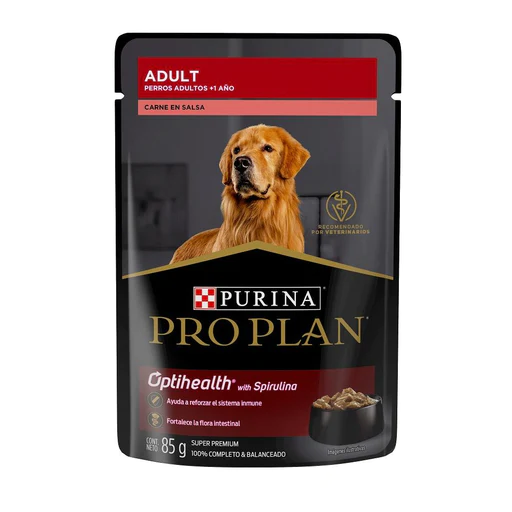 ADULT
PERROS ADULTOS +1 AÑO
CARNE EN SALSA
RECOMENDADO
POR VETERINARIOS
PURINA
PRO PLAN
Optihealth® with Spirulina
Ayuda a reforzar el sistema inmune
Fortalece la flora intestinal
CONT. NETO 85 g
SUPER PREMIUM
100% COMPLETO & BALANCEADO